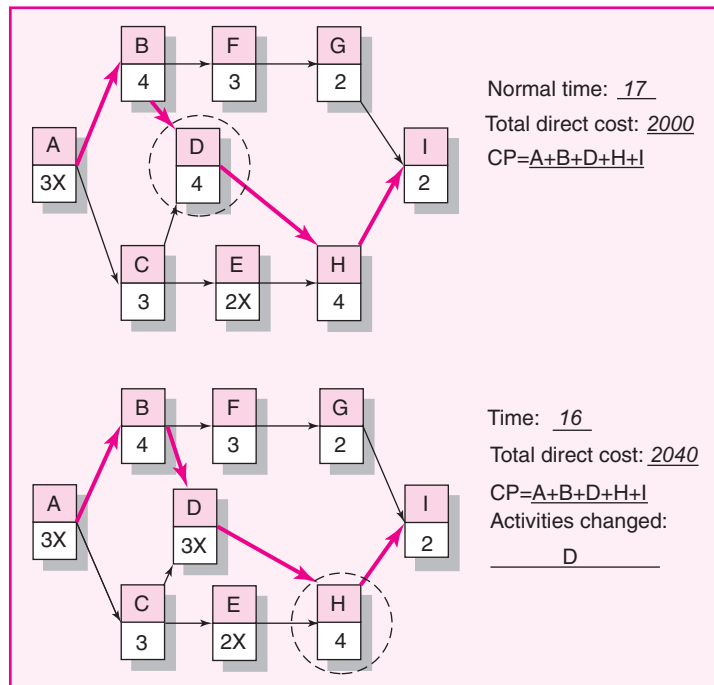 B
F
G
4
3
2
Normal time: 17
Total direct cost: 2000
CP=A+B+D+H+I
A
D
I
3X
4
2
C
E
H
3
2X
4
B
F
G
4
3
2
Time: 16
Total direct cost: 2040
CP=A+B+D+H+I
Activities changed:
D
A
D
I
3X
3X
2
C
E
H
3
2X
4